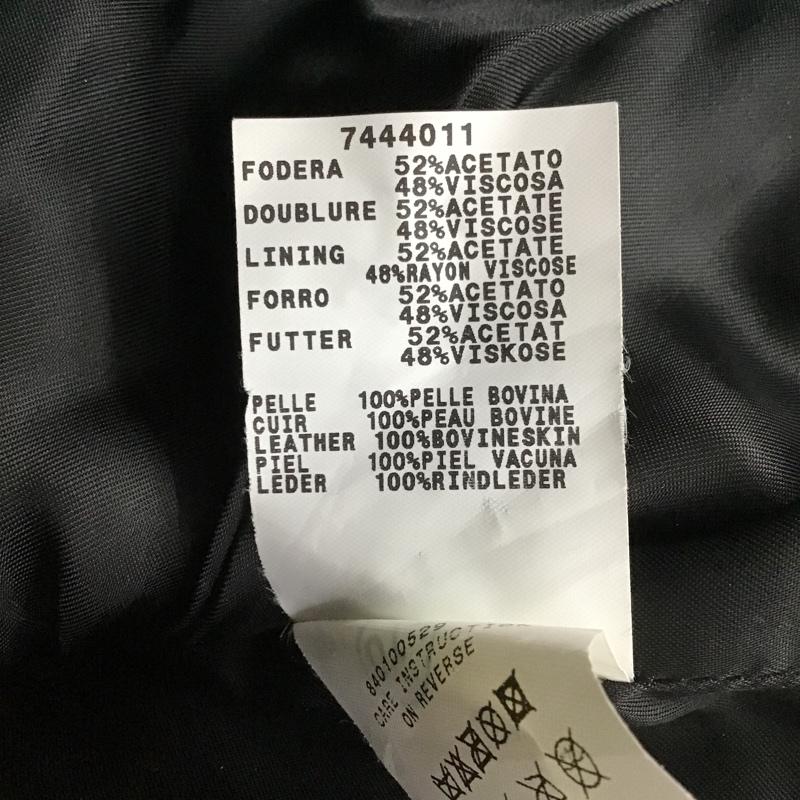 7444011
FODERA 52%ACETATO
48%VISCOSA
DOUBLURE 52%ACETATE
48%VISCOSE
LINING 52%ACETATE
48%RAYON VISCOSE
FORRO 52%ACETATO
48%VISCOSA
FUTTER 52%ACETAT
48%VISKOSE
PELLE 100%PELLE BOVINA
CUIR 100%PEAU BOVINE
LEATHER 100%BOVINESKIN
PIEL 100%PIEL VACUNA
LEDER 100%RINDLEDER
840100529
CARE INSTRUCTION
ON REVERSE